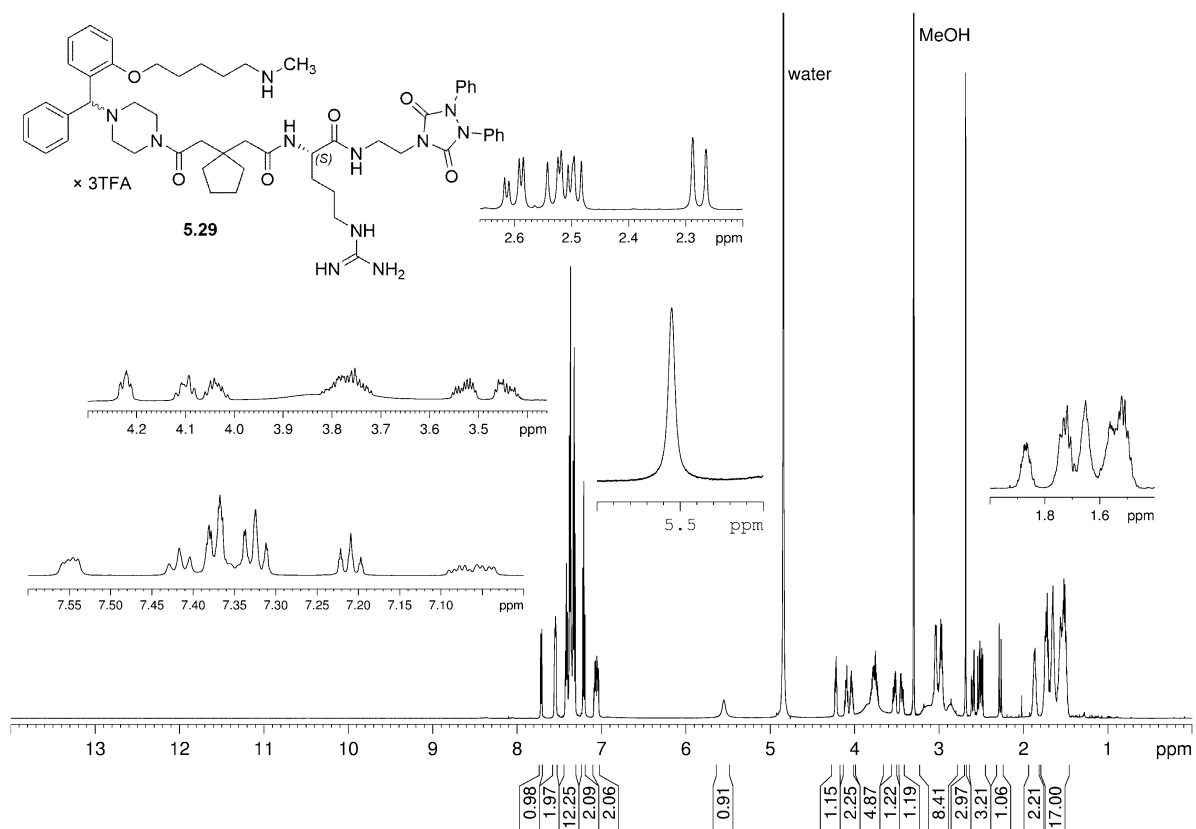 MeOH
water
O
N
H
CH3
N
N
O
O
H
N
(S)
O
N
H
N
O
N
N
Ph
Ph
O
× 3TFA
5.29
NH
HN
NH2
2.6 2.5 2.4 2.3 ppm
4.2 4.1 4.0 3.9 3.8 3.7 3.6 3.5 ppm
5.5 ppm
1.8 1.6 ppm
7.55 7.50 7.45 7.40 7.35 7.30 7.25 7.20 7.15 7.10 ppm
13 12 11 10 9 8 7 6 5 4 3 2 1 ppm
0.98 1.97 12.25 2.09 2.06 0.91 1.15 2.25 4.87 1.22 1.19 8.41 2.97 3.21 1.06 2.21 17.00